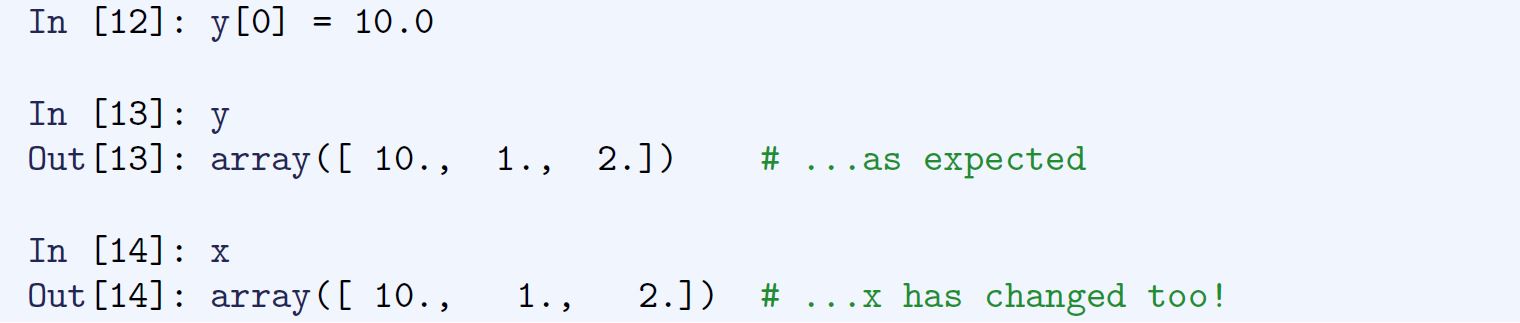 In [12]: y[0] = 10.0
In [13]: y
Out[13]: array([ 10., 1., 2.]) # ...as expected
In [14]: x
Out[14]: array([ 10., 1., 2.]) # ...x has changed too!